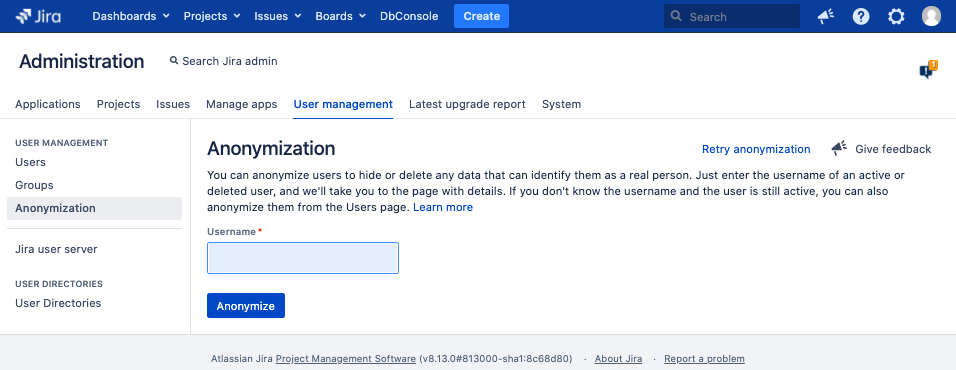 Jira Dashboards Projects Issues Boards DbConsole Create Search
Administration Search Jira admin
1
Applications Projects Issues Manage apps User management Latest upgrade report System
USER MANAGEMENT
Users
Groups
Anonymization
Jira user server
USER DIRECTORIES
User Directories
Anonymization Retry anonymization Give feedback
You can anonymize users to hide or delete any data that can identify them as a real person. Just enter the username of an active or
deleted user, and we'll take you to the page with details. If you don't know the username and the user is still active, you can also
anonymize them from the Users page. Learn more
Username*
Anonymize
Atlassian Jira Project Management Software (v8.13.0#813000-sha1:8c68d80) · About Jira · Report a problem